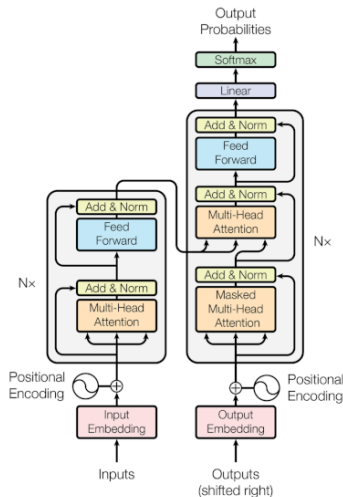 Output
Probabilities
Softmax
Linear
Add & Norm
Feed
Forward
Add & Norm
Multi-Head
Attention
Add & Norm
Masked
Multi-Head
Attention
N×
Add & Norm
Feed
Forward
Add & Norm
Multi-Head
Attention
N×
Positional
Encoding
Positional
Encoding
Input
Embedding
Output
Embedding
Inputs
Outputs
(shifted right)